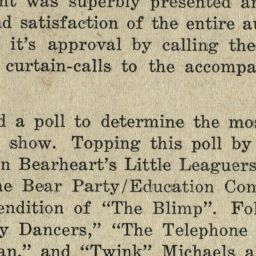 nt was superbly presented an
d satisfaction of the entire au
it's approval by calling the
curtain-calls to the accompa
d a poll to determine the mos
show. Topping this poll by
n Bearheart's Little Leaguers
he Bear Party/Education Com
endition of "The Blimp". Fol
y Dancers," "The Telephone
an," and "Twink" Michaels a